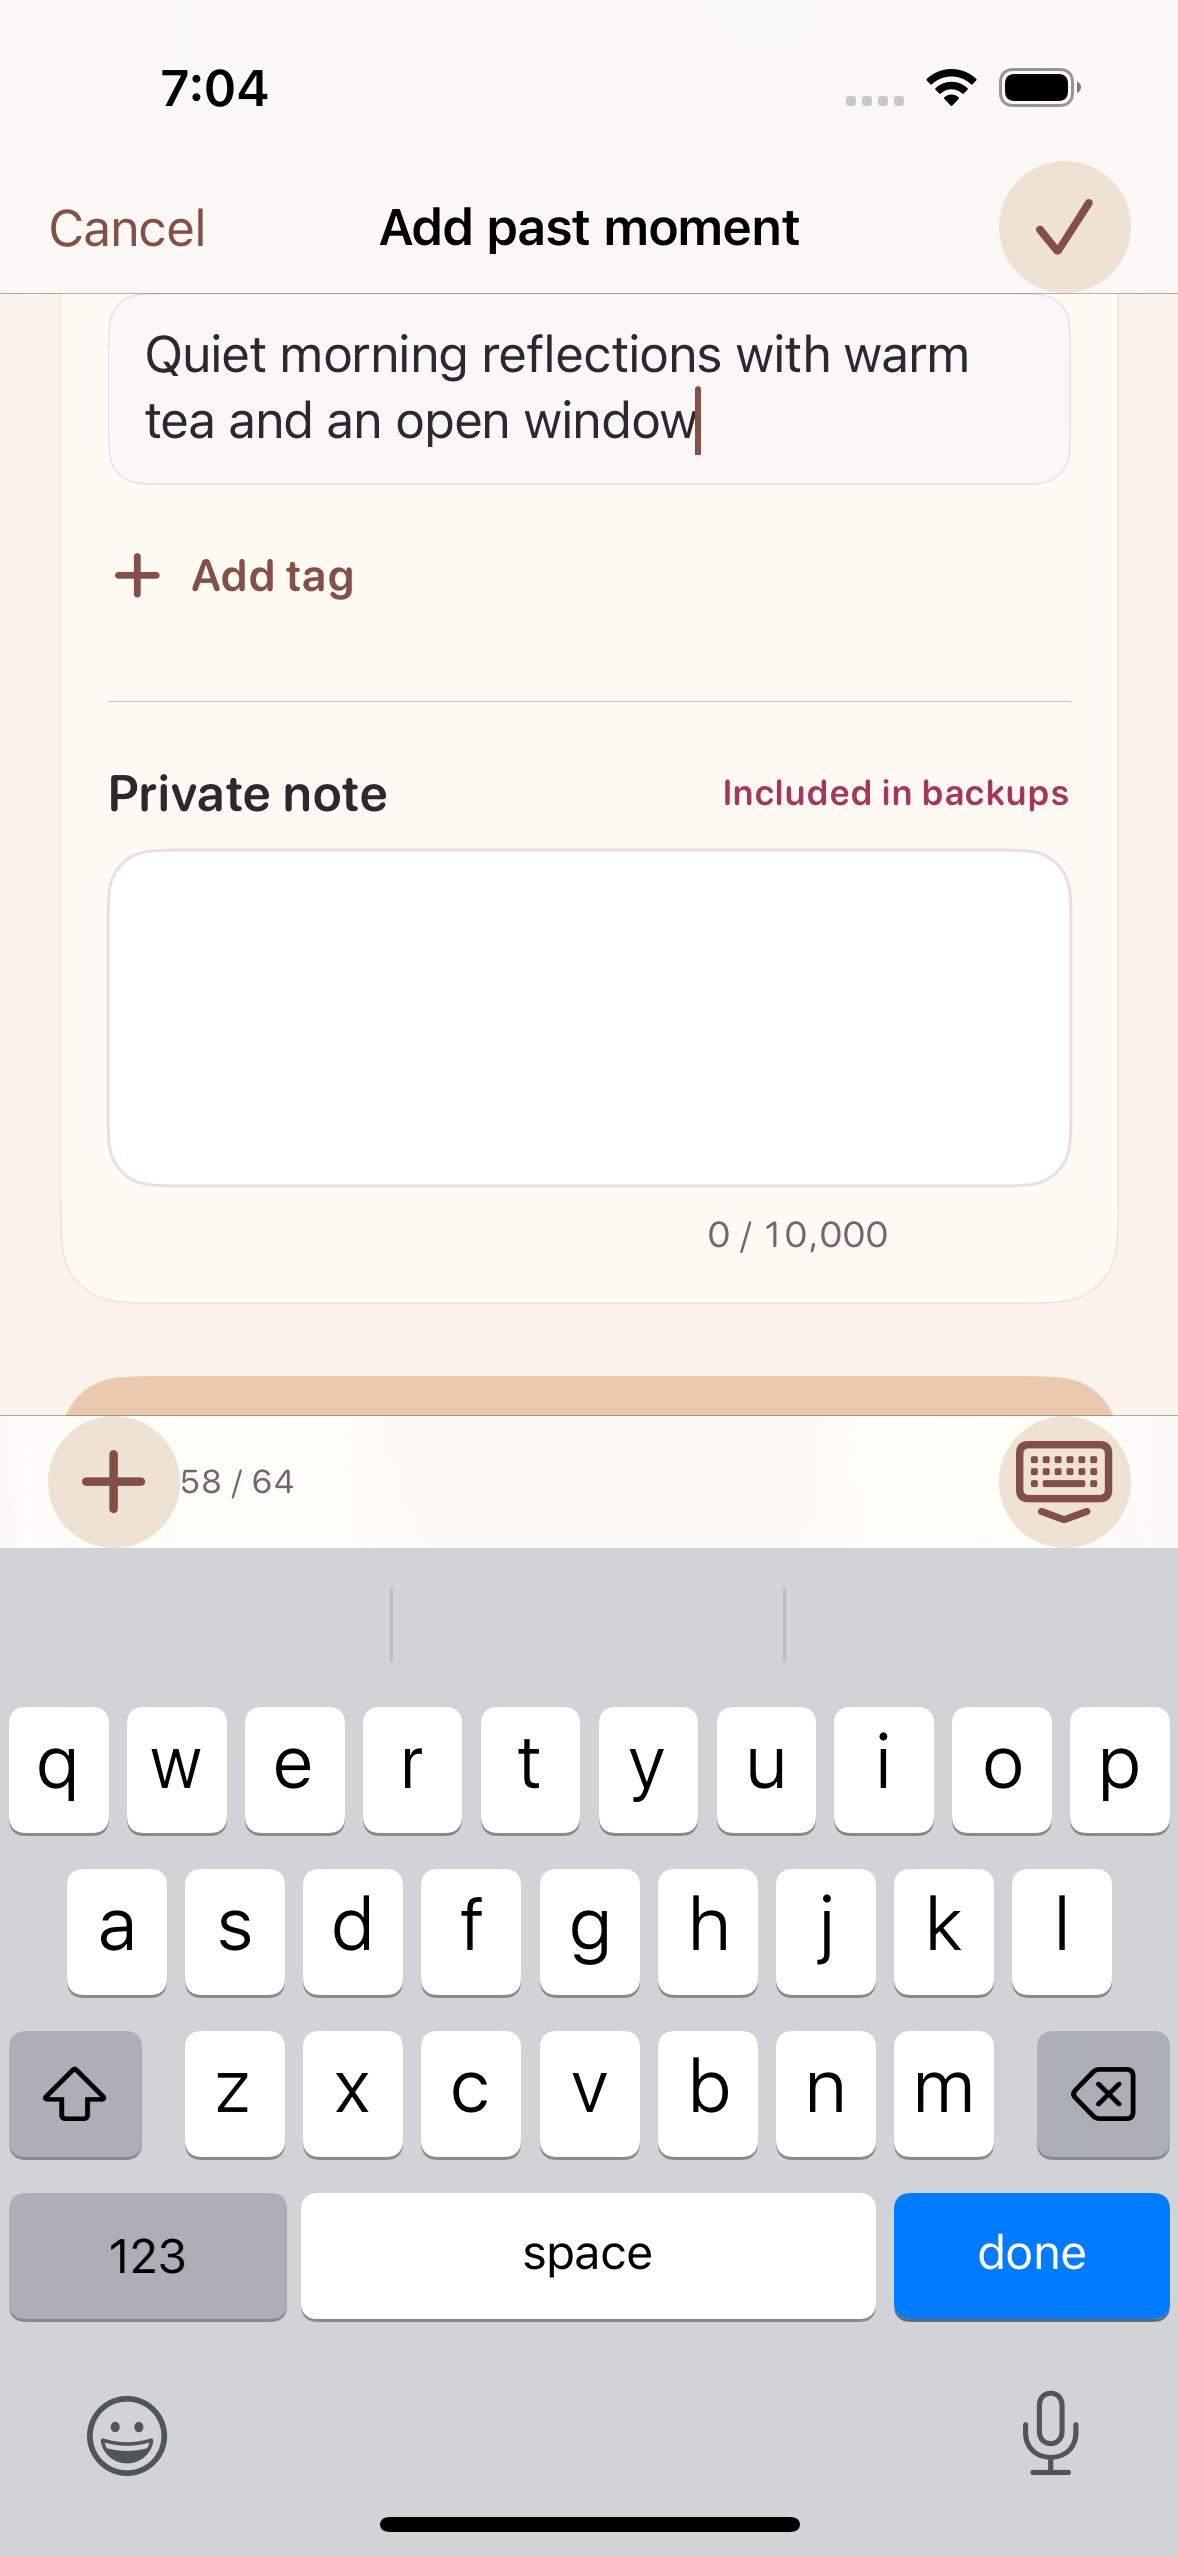 7:04
Cancel
Add past moment
Quiet morning reflections with warm
tea and an open window
Add tag
Private note
Included in backups
0 / 10,000
58 / 64
q w e r t y u i o p
a s d f g h j k l
z x c v b n m
123
space
done